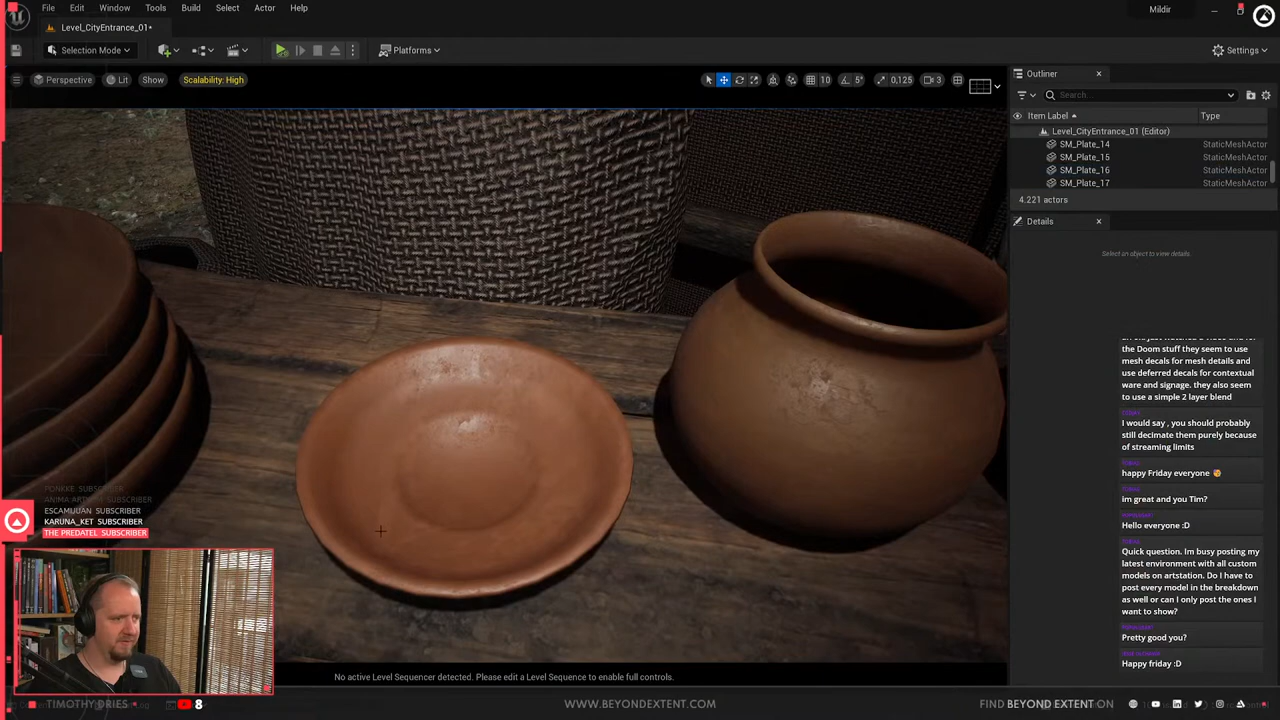 File Edit Window Tools Build Select Actor Help
Mildir
Level_CityEntrance_01*
Selection Mode
Platforms
Settings
Perspective Lit Show Scalability: High
10 5° 0,125 3
Outliner
Search...
Item Label Type
Level_CityEntrance_01 (Editor)
SM_Plate_14 StaticMeshActor
SM_Plate_15 StaticMeshActor
SM_Plate_16 StaticMeshActor
SM_Plate_17 StaticMeshActor
4.221 actors
Details
Select an object to view details.
the Doom stuff they seem to use
mesh decals for mesh details and
use deferred decals for contextual
ware and signage. they also seem
to use a simple 2 layer blend
I would say , you should probably
still decimate them purely because
of streaming limits
happy Friday everyone
im great and you Tim?
Hello everyone :D
Quick question. Im busy posting my
latest environment with all custom
models on artstation. Do I have to
post every model in the breakdown
as well or can I only post the ones I
want to show?
Pretty good you?
Happy friday :D
PONKKE SUBSCRIBER
SUBSCRIBER
ESCAMIJUAN SUBSCRIBER
KARUNA_KET SUBSCRIBER
THE PREDATEL SUBSCRIBER
No active Level Sequencer detected. Please edit a Level Sequence to enable full controls.
TIMOTHY DRIES
8
WWW.BEYONDEXTENT.COM
FIND BEYOND EXTENT ON